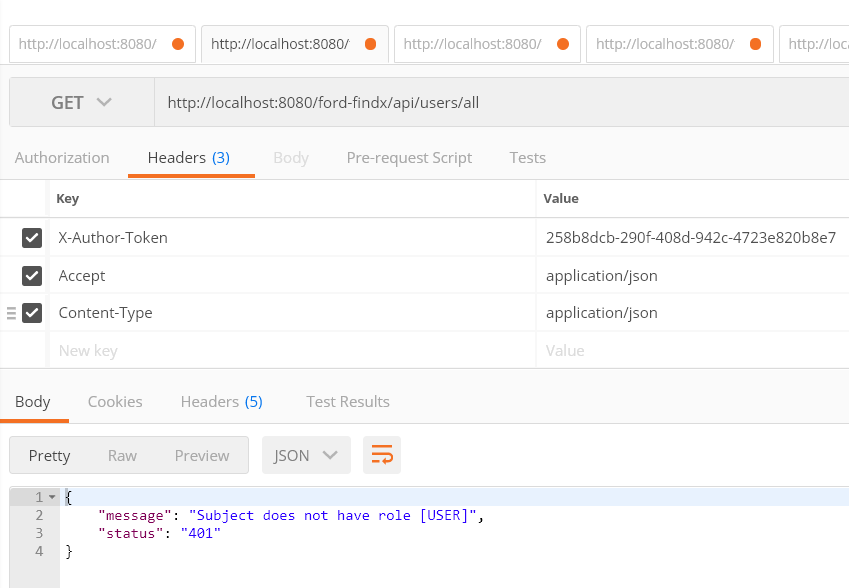 http://localhost:8080/ http://localhost:8080/ http://localhost:8080/ http://localhost:8080/ http://loc
GET http://localhost:8080/ford-findx/api/users/all
Authorization Headers (3) Body Pre-request Script Tests
Key Value
X-Author-Token 258b8dcb-290f-408d-942c-4723e820b8e7
Accept application/json
Content-Type application/json
New key Value
Body Cookies Headers (5) Test Results
Pretty Raw Preview JSON
1 {
2 "message": "Subject does not have role [USER]",
3 "status": "401"
4 }